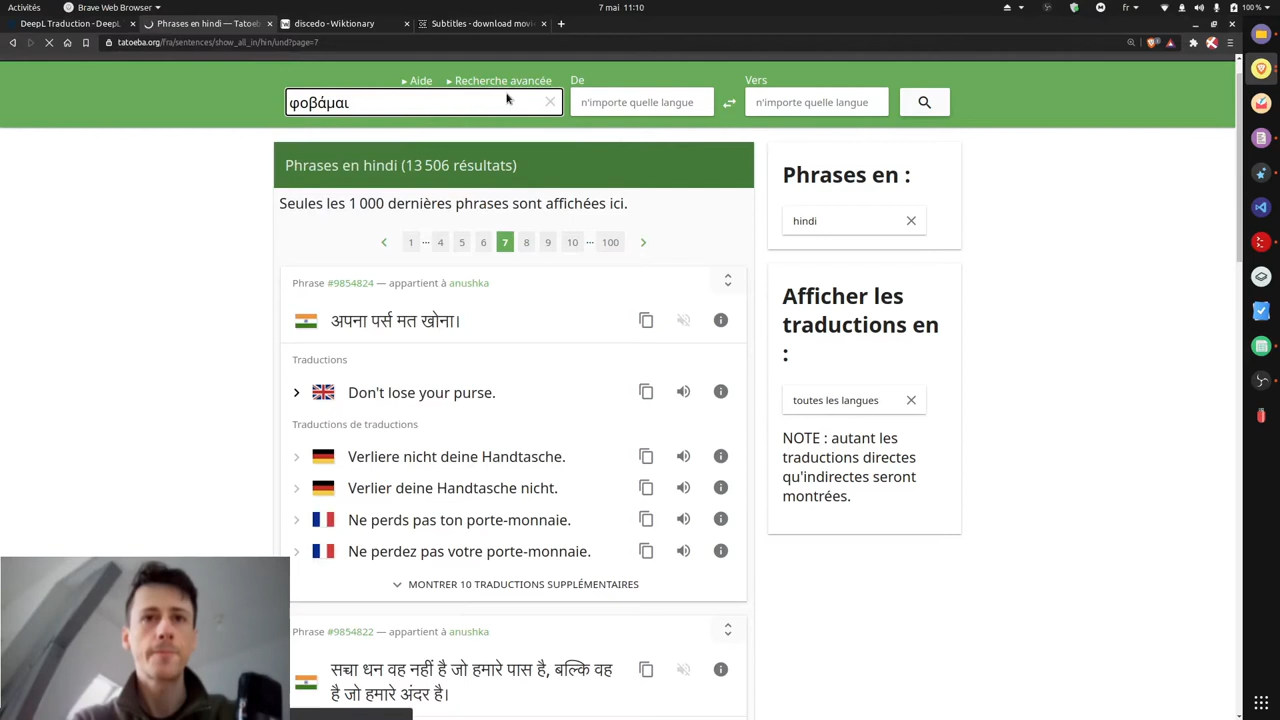 Activités
Brave Web Browser
7 mai 11:10
fr
DeepL Traduction – DeepL
Phrases en hindi — Tatoeba
discedo - Wiktionary
Subtitles - download movie
tatoeba.org/fra/sentences/show_all_in/hin/und?page=7
▸ Aide
▸ Recherche avancée
De
Vers
φοβάμαι
n'importe quelle langue
n'importe quelle langue
Phrases en hindi (13 506 résultats)
Seules les 1 000 dernières phrases sont affichées ici.
1 ... 4 5 6 7 8 9 10 ... 100
Phrase #9854824 — appartient à anushka
अपना पर्स मत खोना।
Traductions
Don't lose your purse.
Traductions de traductions
Verliere nicht deine Handtasche.
Verlier deine Handtasche nicht.
Ne perds pas ton porte-monnaie.
Ne perdez pas votre porte-monnaie.
MONTRER 10 TRADUCTIONS SUPPLÉMENTAIRES
Phrase #9854822 — appartient à anushka
सच्चा धन वह नहीं है जो हमारे पास है, बल्कि वह
है जो हमारे अंदर है।
Phrases en :
hindi
Afficher les
traductions en
:
toutes les langues
NOTE : autant les
traductions directes
qu'indirectes seront
montrées.